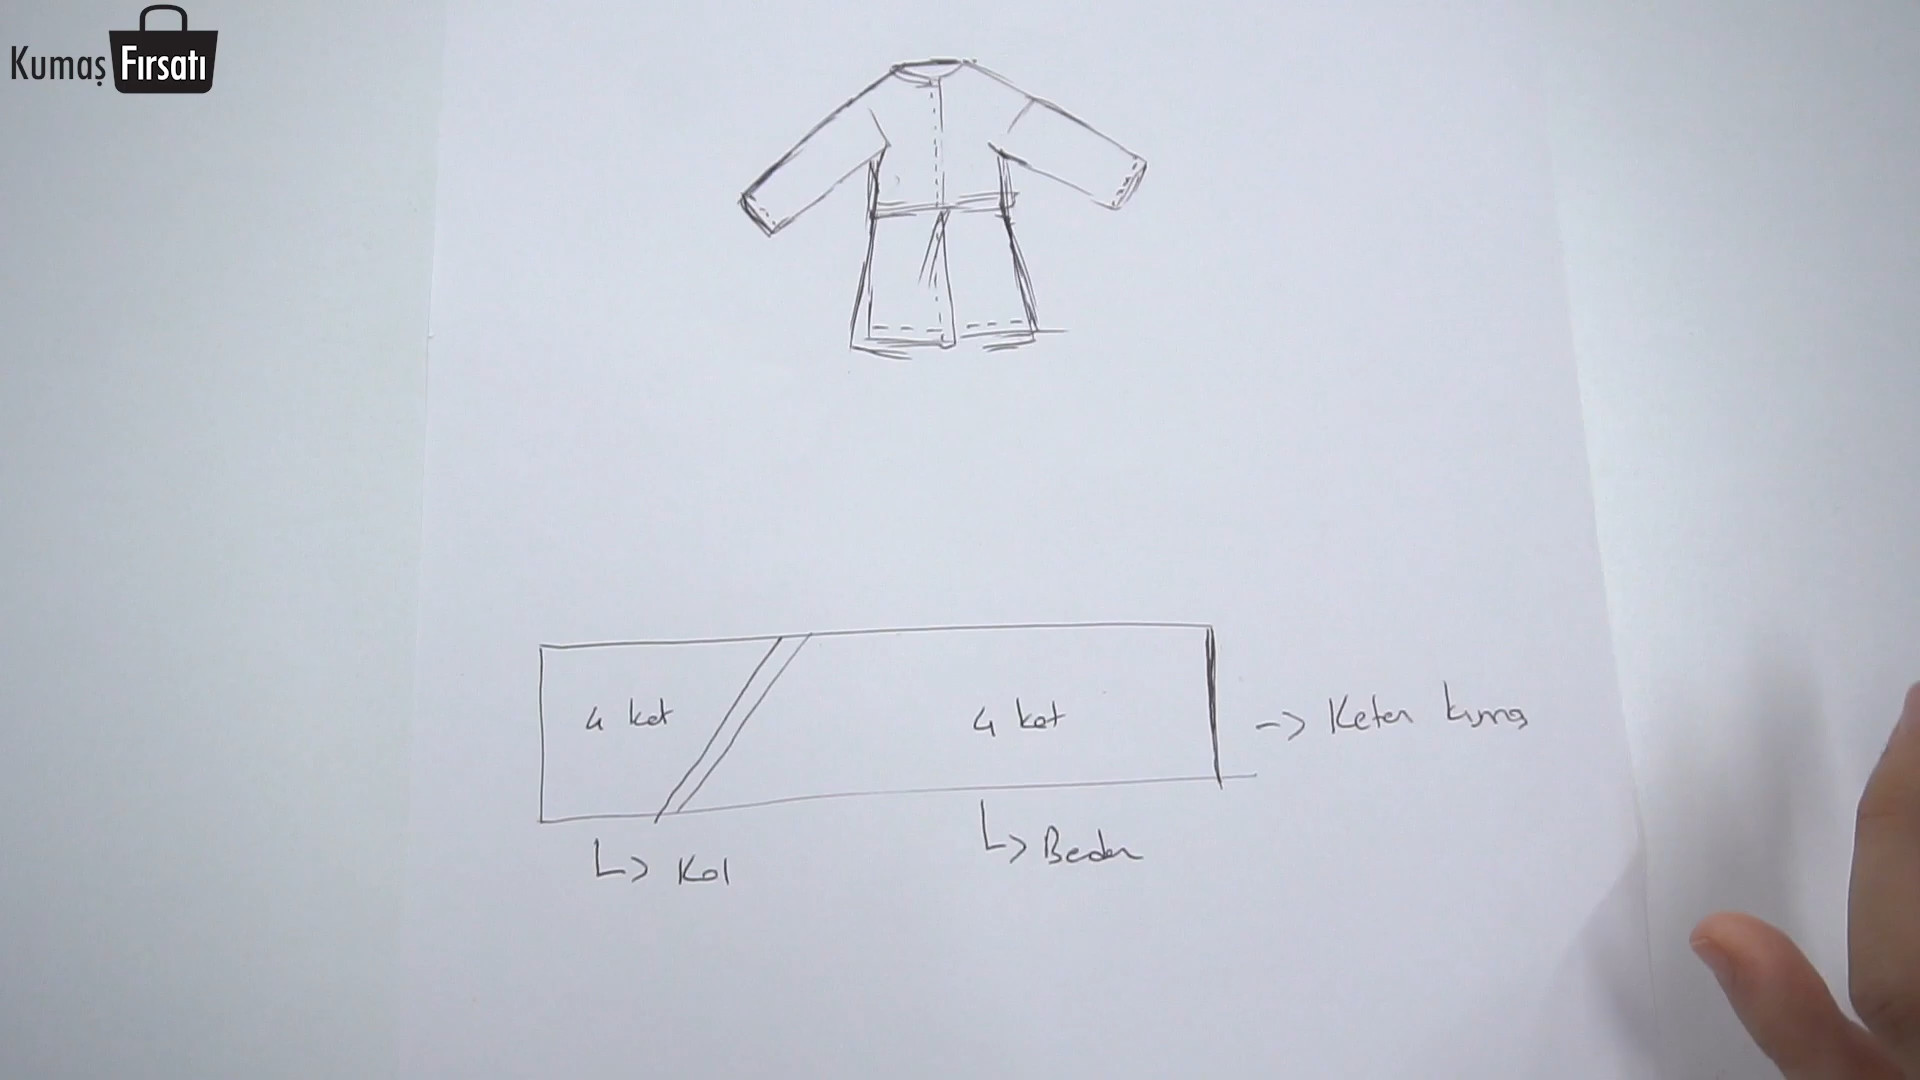 Kumaş Fırsatı
4 kat
4 kat
-> Keten kumaş
↳ Kol
↳ Beden